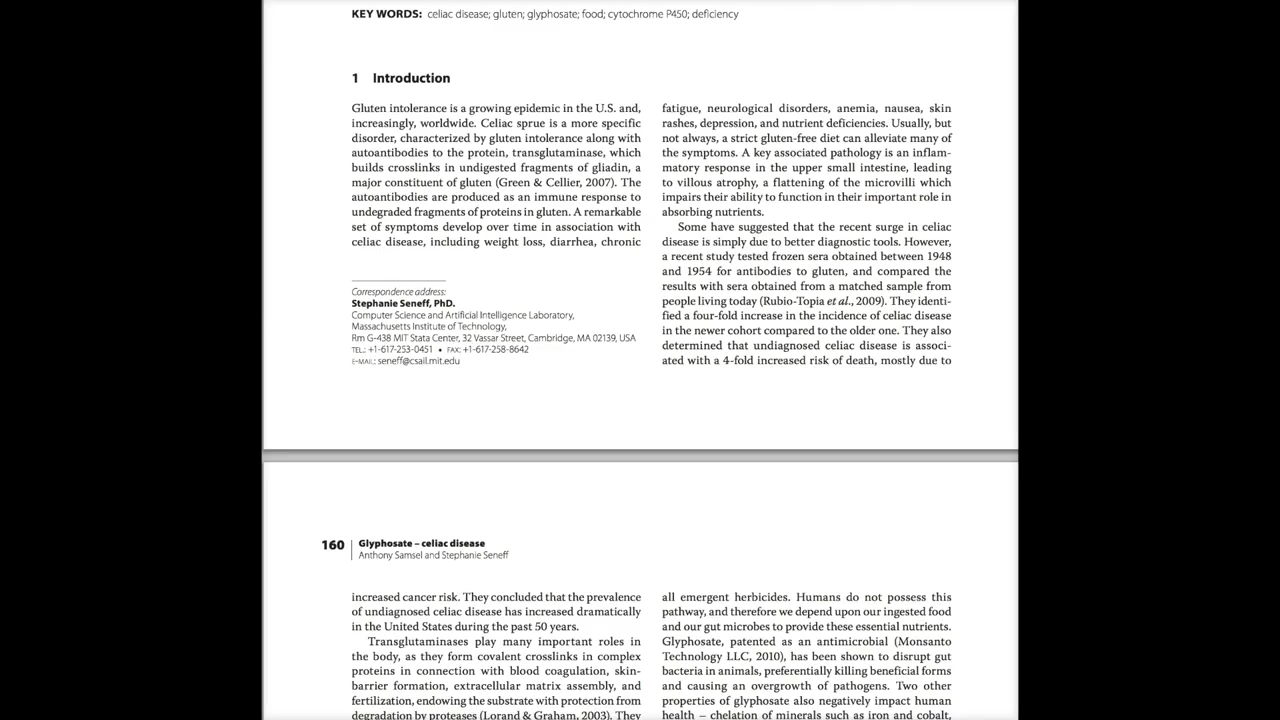 KEY WORDS: celiac disease; gluten; glyphosate; food; cytochrome P450; deficiency
1 Introduction
Gluten intolerance is a growing epidemic in the U.S. and,
increasingly, worldwide. Celiac sprue is a more specific
disorder, characterized by gluten intolerance along with
autoantibodies to the protein, transglutaminase, which
builds crosslinks in undigested fragments of gliadin, a
major constituent of gluten (Green & Cellier, 2007). The
autoantibodies are produced as an immune response to
undegraded fragments of proteins in gluten. A remarkable
set of symptoms develop over time in association with
celiac disease, including weight loss, diarrhea, chronic
Correspondence address:
Stephanie Seneff, PhD.
Computer Science and Artificial Intelligence Laboratory,
Massachusetts Institute of Technology,
Rm G-438 MIT Stata Center, 32 Vassar Street, Cambridge, MA 02139, USA
TEL.: +1-617-253-0451 • FAX: +1-617-258-8642
E-MAIL: seneff@csail.mit.edu
fatigue, neurological disorders, anemia, nausea, skin
rashes, depression, and nutrient deficiencies. Usually, but
not always, a strict gluten-free diet can alleviate many of
the symptoms. A key associated pathology is an inflam-
matory response in the upper small intestine, leading
to villous atrophy, a flattening of the microvilli which
impairs their ability to function in their important role in
absorbing nutrients.
Some have suggested that the recent surge in celiac
disease is simply due to better diagnostic tools. However,
a recent study tested frozen sera obtained between 1948
and 1954 for antibodies to gluten, and compared the
results with sera obtained from a matched sample from
people living today (Rubio-Topia et al., 2009). They identi-
fied a four-fold increase in the incidence of celiac disease
in the newer cohort compared to the older one. They also
determined that undiagnosed celiac disease is associ-
ated with a 4-fold increased risk of death, mostly due to
160 Glyphosate – celiac disease
Anthony Samsel and Stephanie Seneff
increased cancer risk. They concluded that the prevalence
of undiagnosed celiac disease has increased dramatically
in the United States during the past 50 years.
Transglutaminases play many important roles in
the body, as they form covalent crosslinks in complex
proteins in connection with blood coagulation, skin-
barrier formation, extracellular matrix assembly, and
fertilization, endowing the substrate with protection from
degradation by proteases (Lorand & Graham, 2003). They
all emergent herbicides. Humans do not possess this
pathway, and therefore we depend upon our ingested food
and our gut microbes to provide these essential nutrients.
Glyphosate, patented as an antimicrobial (Monsanto
Technology LLC, 2010), has been shown to disrupt gut
bacteria in animals, preferentially killing beneficial forms
and causing an overgrowth of pathogens. Two other
properties of glyphosate also negatively impact human
health – chelation of minerals such as iron and cobalt,